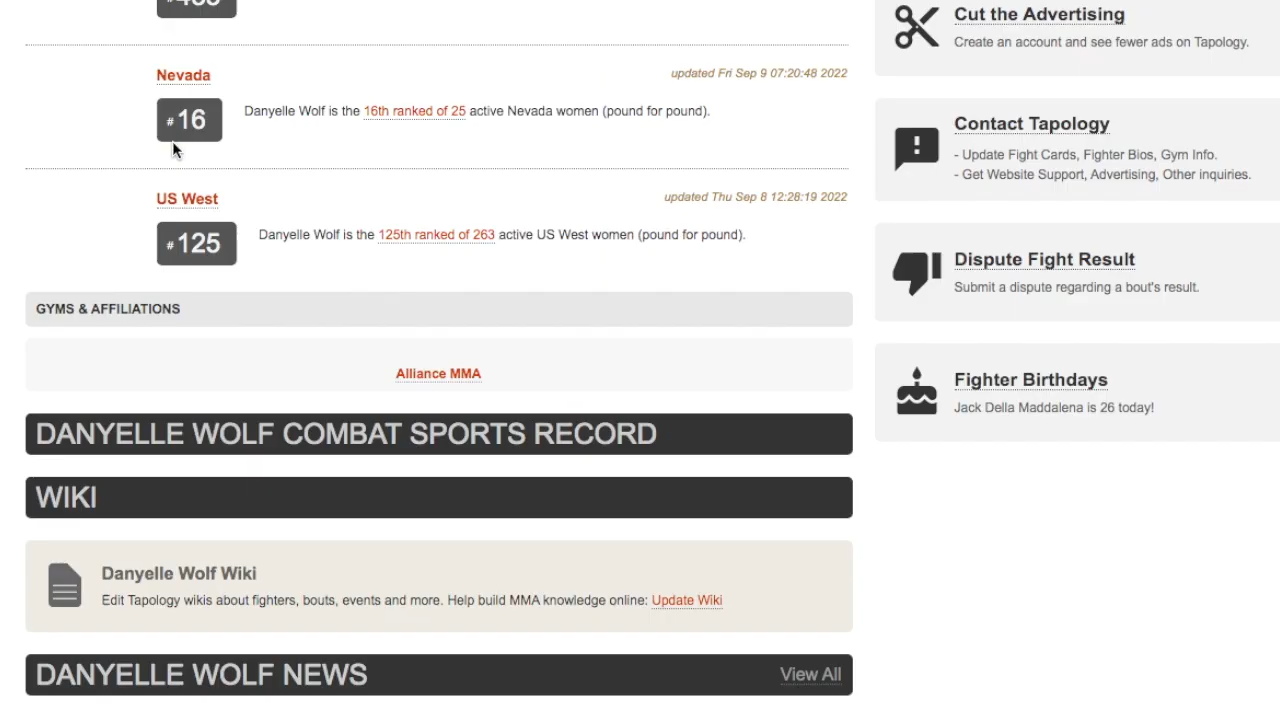 Nevada
updated Fri Sep 9 07:20:48 2022
#16
Danyelle Wolf is the 16th ranked of 25 active Nevada women (pound for pound).
US West
updated Thu Sep 8 12:28:19 2022
#125
Danyelle Wolf is the 125th ranked of 263 active US West women (pound for pound).
GYMS & AFFILIATIONS
Alliance MMA
DANYELLE WOLF COMBAT SPORTS RECORD
WIKI
Danyelle Wolf Wiki
Edit Tapology wikis about fighters, bouts, events and more. Help build MMA knowledge online: Update Wiki
DANYELLE WOLF NEWS
View All
Cut the Advertising
Create an account and see fewer ads on Tapology.
Contact Tapology
- Update Fight Cards, Fighter Bios, Gym Info.
- Get Website Support, Advertising, Other inquiries.
Dispute Fight Result
Submit a dispute regarding a bout's result.
Fighter Birthdays
Jack Della Maddalena is 26 today!